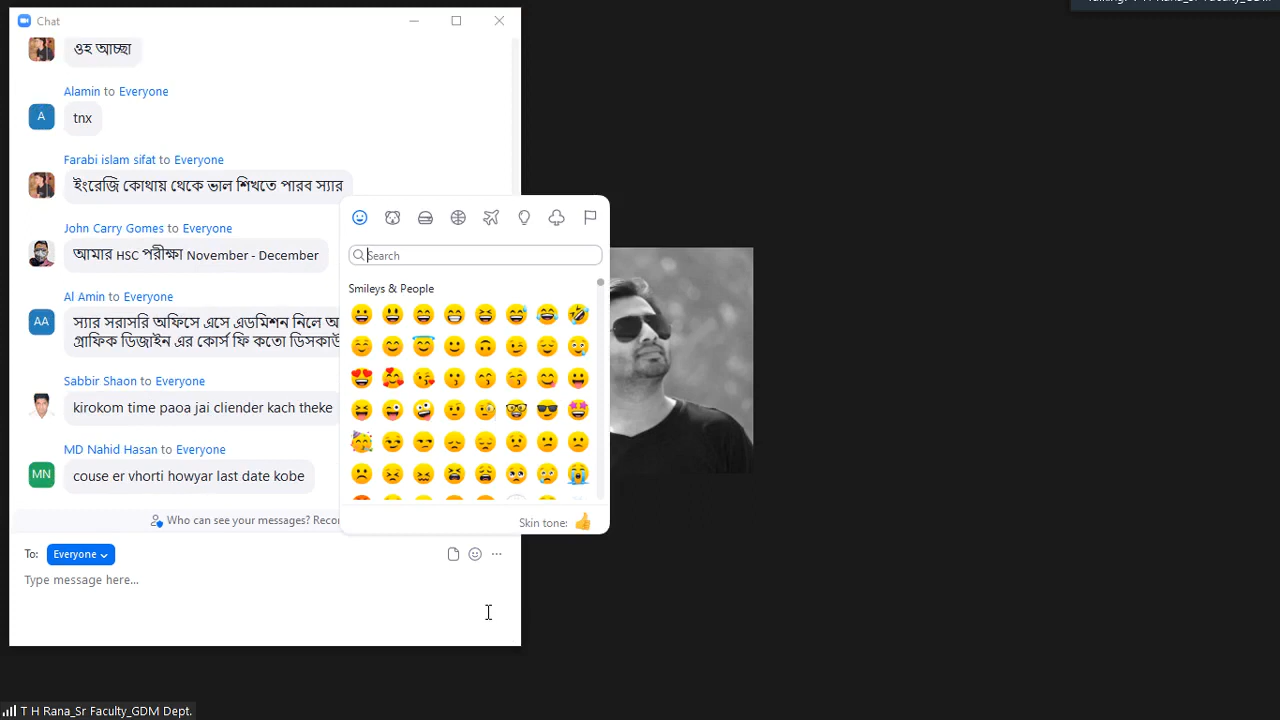 Chat
ওহ আচ্ছা
Alamin to Everyone
A
tnx
Farabi islam sifat to Everyone
ইংরেজি কোথায় থেকে ভাল শিখতে পারব স্যার
John Carry Gomes to Everyone
আমার HSC পরীক্ষা November - December
Al Amin to Everyone
AA
স্যার সরাসরি অফিসে এসে এডমিশন নিলে
গ্রাফিক ডিজাইন এর কোর্স ফি কতো
Sabbir Shaon to Everyone
kirokom time paoa jai cliender kach theke
MD Nahid Hasan to Everyone
MN
couse er vhorti howyar last date kobe
Who can see your messages?
To:
Everyone
Type message here...
Search
Smileys & People
Skin tone:
T H Rana_Sr Faculty_GDM Dept.